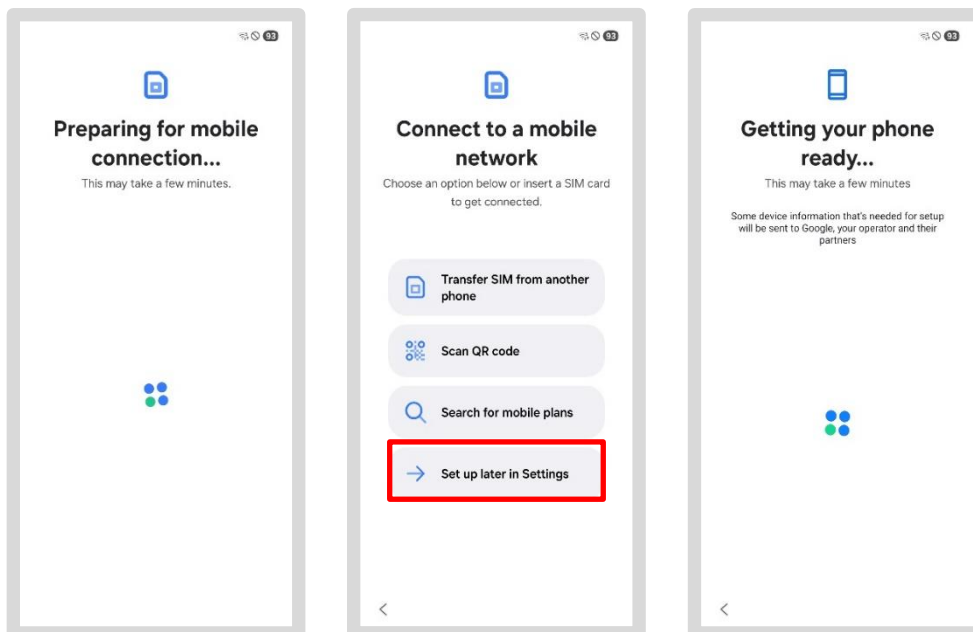 93
Preparing for mobile
connection...
This may take a few minutes.
93
Connect to a mobile
network
Choose an option below or insert a SIM card
to get connected.
Transfer SIM from another
phone
Scan QR code
Search for mobile plans
Set up later in Settings
93
Getting your phone
ready...
This may take a few minutes
Some device information that's needed for setup
will be sent to Google, your operator and their
partners